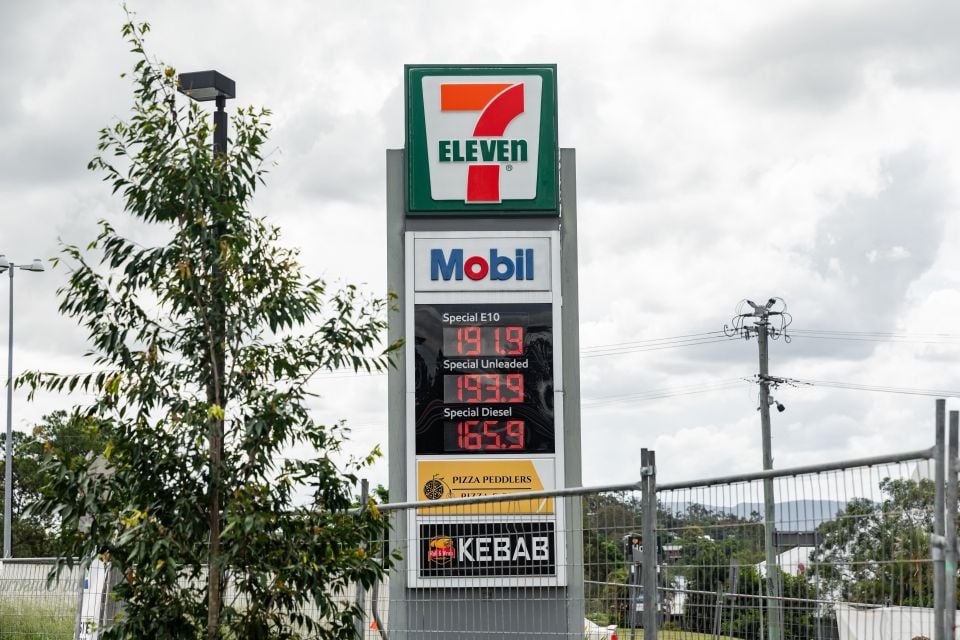 7
ELEVEn
®
Mobil
Special E10
191.9
Special Unleaded
193.9
Special Diesel
165.9
PIZZA PEDDLERS
KEBAB